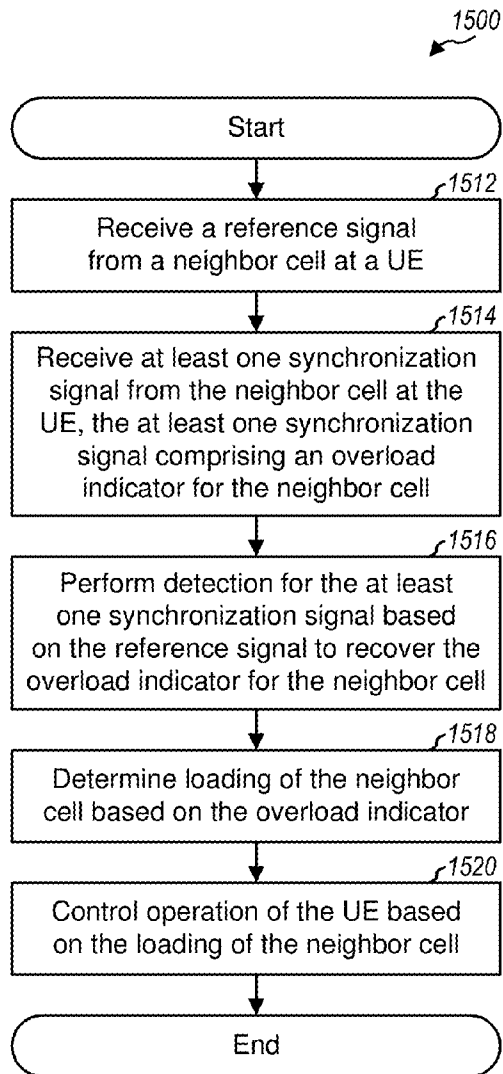 1500
Start
1512
Receive a reference signal
from a neighbor cell at a UE
1514
Receive at least one synchronization
signal from the neighbor cell at the
UE, the at least one synchronization
signal comprising an overload
indicator for the neighbor cell
1516
Perform detection for the at least
one synchronization signal based
on the reference signal to recover the
overload indicator for the neighbor cell
1518
Determine loading of the neighbor
cell based on the overload indicator
1520
Control operation of the UE based
on the loading of the neighbor cell
End